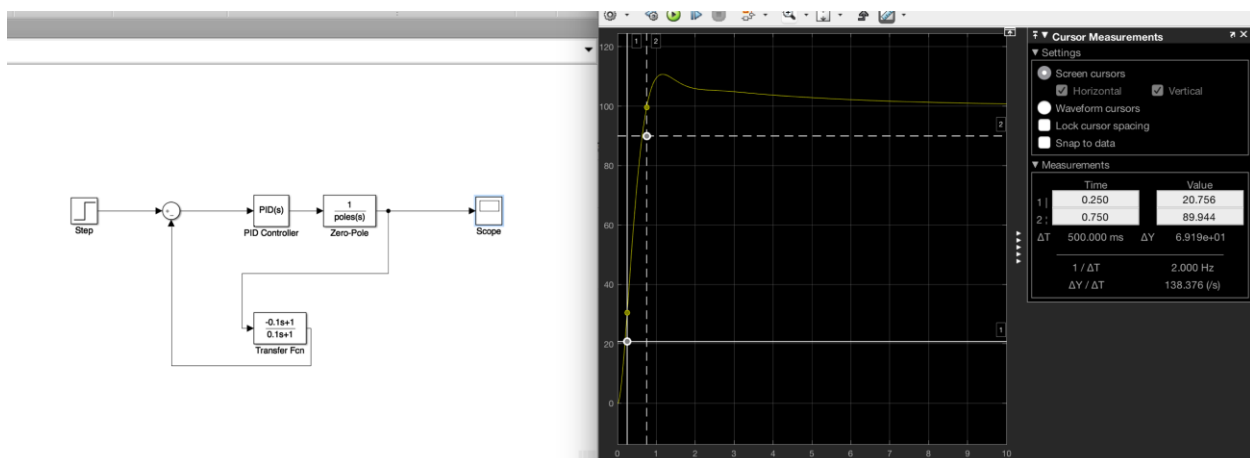 PID(s)
1
poles(s)
Step
PID Controller
Zero-Pole
Scope
-0.1s+1
0.1s+1
Transfer Fcn
120
100
80
60
40
20
0
1
2
2
1
0
1
2
3
4
5
6
7
8
9
10
Cursor Measurements
Settings
Screen cursors
Horizontal
Vertical
Waveform cursors
Lock cursor spacing
Snap to data
Measurements
Time Value
1 | 0.250 20.756
2 : 0.750 89.944
ΔT 500.000 ms ΔY 6.919e+01
1 / ΔT 2.000 Hz
ΔY / ΔT 138.376 (/s)